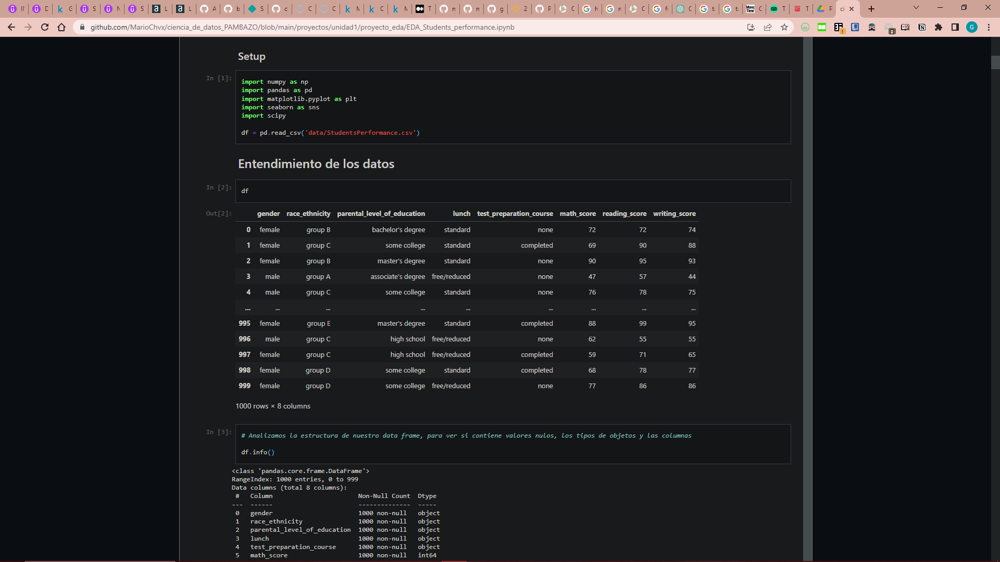 github.com/MarioChvx/ciencia_de_datos_PAMBAZO/blob/main/proyectos/unidad1/proyecto_eda/EDA_Students_performance.ipynb
Setup
In [1]:
import numpy as np
import pandas as pd
import matplotlib.pyplot as plt
import seaborn as sns
import scipy
df = pd.read_csv('data/StudentsPerformance.csv')
Entendimiento de los datos
In [2]:
df
Out[2]:
gender race_ethnicity parental_level_of_education lunch test_preparation_course math_score reading_score writing_score
0 female group B bachelor's degree standard none 72 72 74
1 female group C some college standard completed 69 90 88
2 female group B master's degree standard none 90 95 93
3 male group A associate's degree free/reduced none 47 57 44
4 male group C some college standard none 76 78 75
... ... ... ... ... ... ... ... ...
995 female group E master's degree standard completed 88 99 95
996 male group C high school free/reduced none 62 55 55
997 female group C high school free/reduced completed 59 71 65
998 female group D some college standard completed 68 78 77
999 female group D some college free/reduced none 77 86 86
1000 rows × 8 columns
In [3]:
# Analizamos la estructura de nuestro data frame, para ver si contiene valores nulos, los tipos de objetos y las columnas
df.info()
<class 'pandas.core.frame.DataFrame'>
RangeIndex: 1000 entries, 0 to 999
Data columns (total 8 columns):
# Column Non-Null Count Dtype
--- ------ -------------- -----
0 gender 1000 non-null object
1 race_ethnicity 1000 non-null object
2 parental_level_of_education 1000 non-null object
3 lunch 1000 non-null object
4 test_preparation_course 1000 non-null object
5 math_score 1000 non-null int64